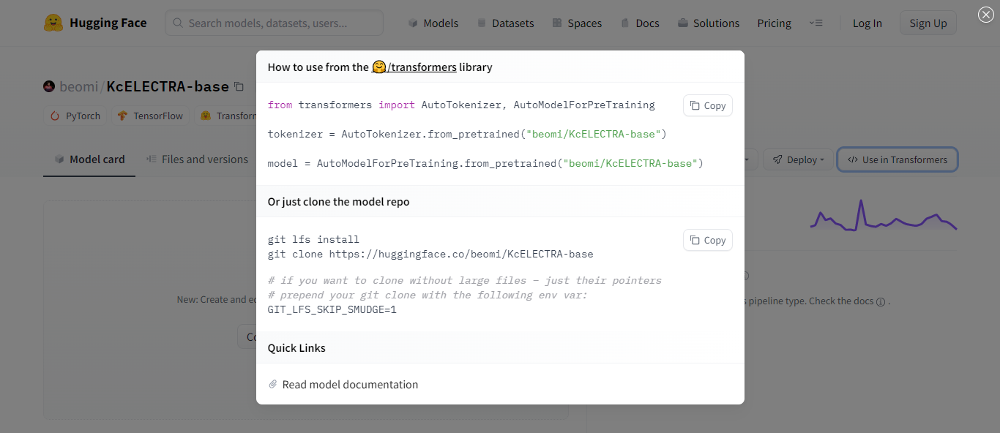 Hugging Face
Search models, datasets, users...
Models
Datasets
Spaces
Docs
Solutions
Pricing
Log In
Sign Up
beomi/KcELECTRA-base
PyTorch
TensorFlow
Transform
Model card
Files and versions
Deploy
</> Use in Transformers
How to use from the 🤗/transformers library
from transformers import AutoTokenizer, AutoModelForPreTraining
Copy
tokenizer = AutoTokenizer.from_pretrained("beomi/KcELECTRA-base")
model = AutoModelForPreTraining.from_pretrained("beomi/KcELECTRA-base")
Or just clone the model repo
git lfs install
Copy
git clone https://huggingface.co/beomi/KcELECTRA-base
# if you want to clone without large files – just their pointers
# prepend your git clone with the following env var:
GIT_LFS_SKIP_SMUDGE=1
Quick Links
Read model documentation
New: Create and
pipeline type. Check the docs